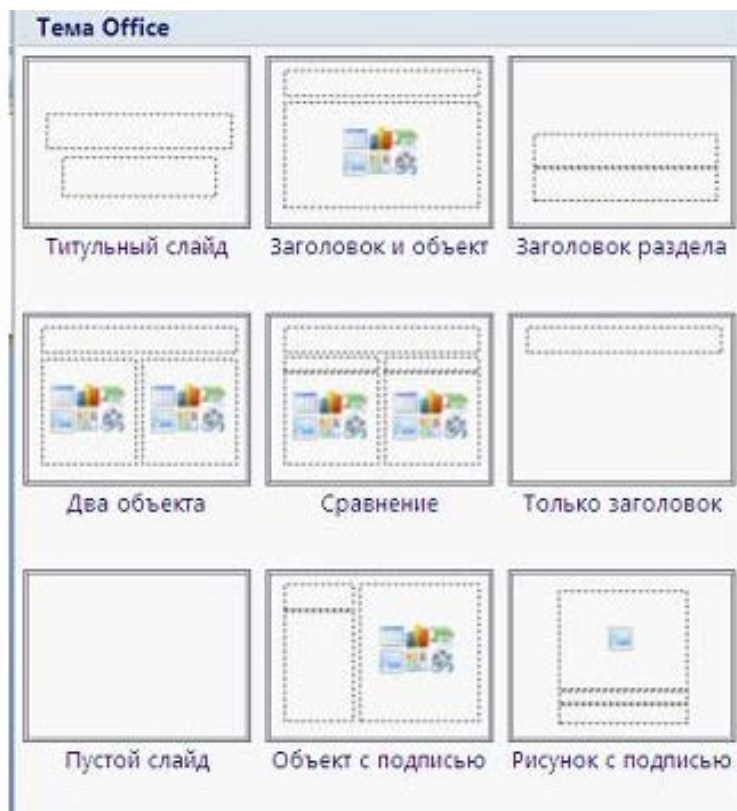 Тема Office
Титульный слайд
Заголовок и объект
Заголовок раздела
Два объекта
Сравнение
Только заголовок
Пустой слайд
Объект с подписью
Рисунок с подписью